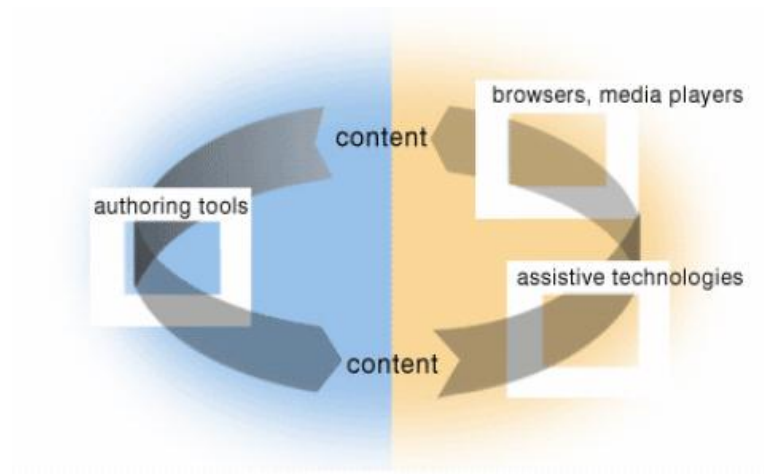 browsers, media players
content
authoring tools
assistive technologies
content